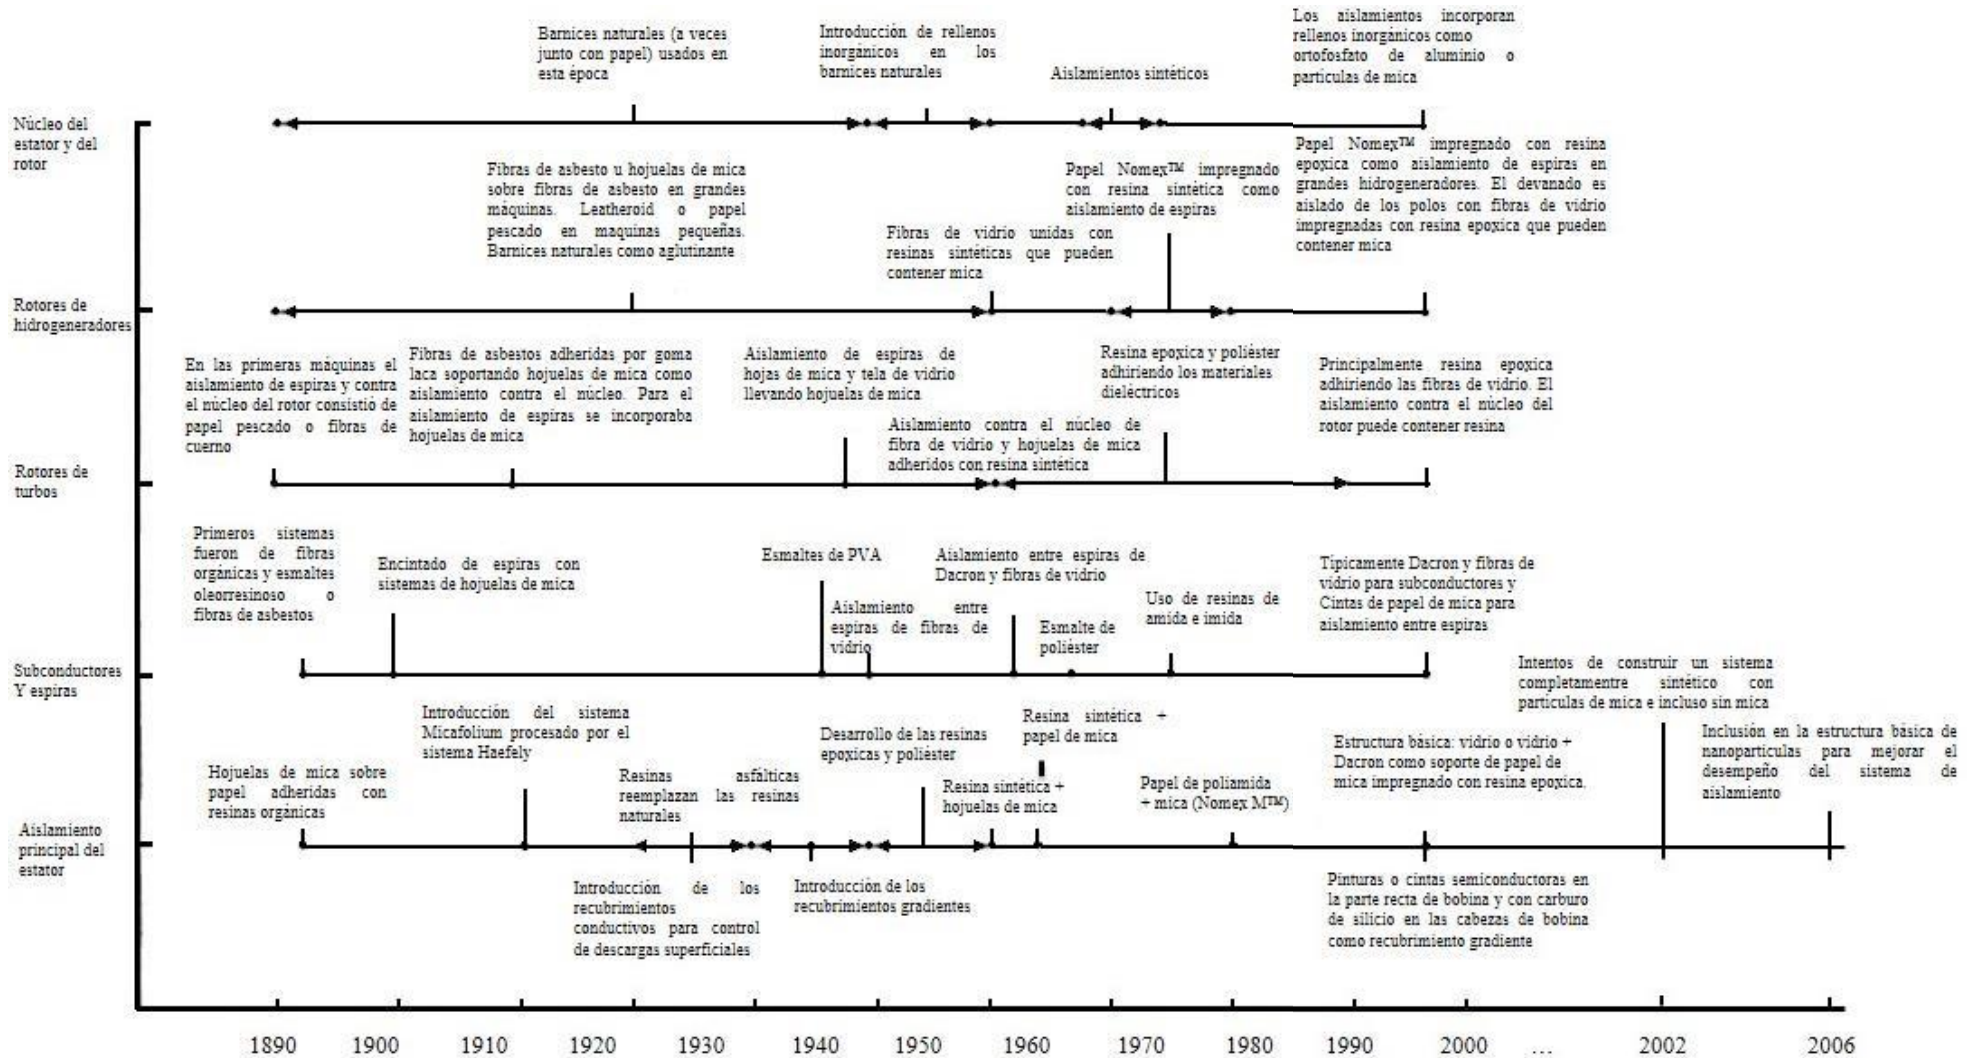 Barnices naturales (a veces
junto con papel) usados en
esta época
Introducción de rellenos
inorgánicos en los
barnices naturales
Aislamientos sintéticos
Los aislamientos incorporan
rellenos inorgánicos como
ortofosfato de aluminio o
particulas de mica
Núcleo del
estator y del
rotor
Fibras de asbesto u hojuelas de mica
sobre fibras de asbesto en grandes
máquinas. Leatheroid o papel
pescado en maquinas pequeñas.
Barnices naturales como aglutinante
Fibras de vidrio unidas con
resinas sintéticas que pueden
contener mica
Papel Nomex™ impregnado
con resina sintética como
aislamiento de espiras
Papel Nomex™ impregnado con resina
epoxica como aislamiento de espiras en
grandes hidrogeneradores. El devanado es
aislado de los polos con fibras de vidrio
impregnadas con resina epoxica que pueden
contener mica
Rotores de
hidrogeneradores
En las primeras máquinas el
aislamiento de espiras y contra
el núcleo del rotor consistió de
papel pescado o fibras de
cuerno
Fibras de asbestos adheridas por goma
laca soportando hojuelas de mica como
aislamiento contra el núcleo. Para el
aislamiento de espiras se incorporaba
hojuelas de mica
Aislamiento de espiras de
hojas de mica y tela de vidrio
llevando hojuelas de mica
Aislamiento contra el núcleo de
fibra de vidrio y hojuelas de mica
adheridos con resina sintética
Resina epoxica y poliéster
adhiriendo los materiales
dieléctricos
Principalmente resina epoxica
adhiriendo las fibras de vidrio. El
aislamiento contra el núcleo del
rotor puede contener resina
Rotores de
turbos
Primeros sistemas
fueron de fibras
orgánicas y esmaltes
oleorresinoso o
fibras de asbestos
Encintado de espiras con
sistemas de hojuelas de mica
Esmaltes de PVA
Aislamiento entre
espiras de fibras de
vidrio
Aislamiento entre espiras de
Dacron y fibras de vidrio
Esmalte de
poliéster
Uso de resinas de
amida e imida
Típicamente Dacron y fibras de
vidrio para subconductores y
Cintas de papel de mica para
aislamiento entre espiras
Subconductores
Y espiras
Hojuelas de mica sobre
papel adheridas con
resinas orgánicas
Introducción del sistema
Micafolium procesado por el
sistema Haefely
Resinas asfálticas
reemplazan las resinas
naturales
Desarrollo de las resinas
epoxicas y poliéster
Resina sintética +
hojuelas de mica
Resina sintética +
papel de mica
Papel de poliamida
+ mica (Nomex M™)
Estructura básica: vidrio o vidrio +
Dacron como soporte de papel de
mica impregnado con resina epoxica.
Intentos de construir un sistema
completamentre sintético con
partículas de mica e incluso sin mica
Inclusión en la estructura básica de
nanoparticulas para mejorar el
desempeño del sistema de
aislamiento
Aislamiento
principal del
estator
Introducción de los
recubrimientos
conductivos para control
de descargas superficiales
Introducción de los
recubrimientos gradientes
Pinturas o cintas semiconductoras en
la parte recta de bobina y con carburo
de silicio en las cabezas de bobina
como recubrimiento gradiente
1890 1900 1910 1920 1930 1940 1950 1960 1970 1980 1990 2000 ... 2002 2006